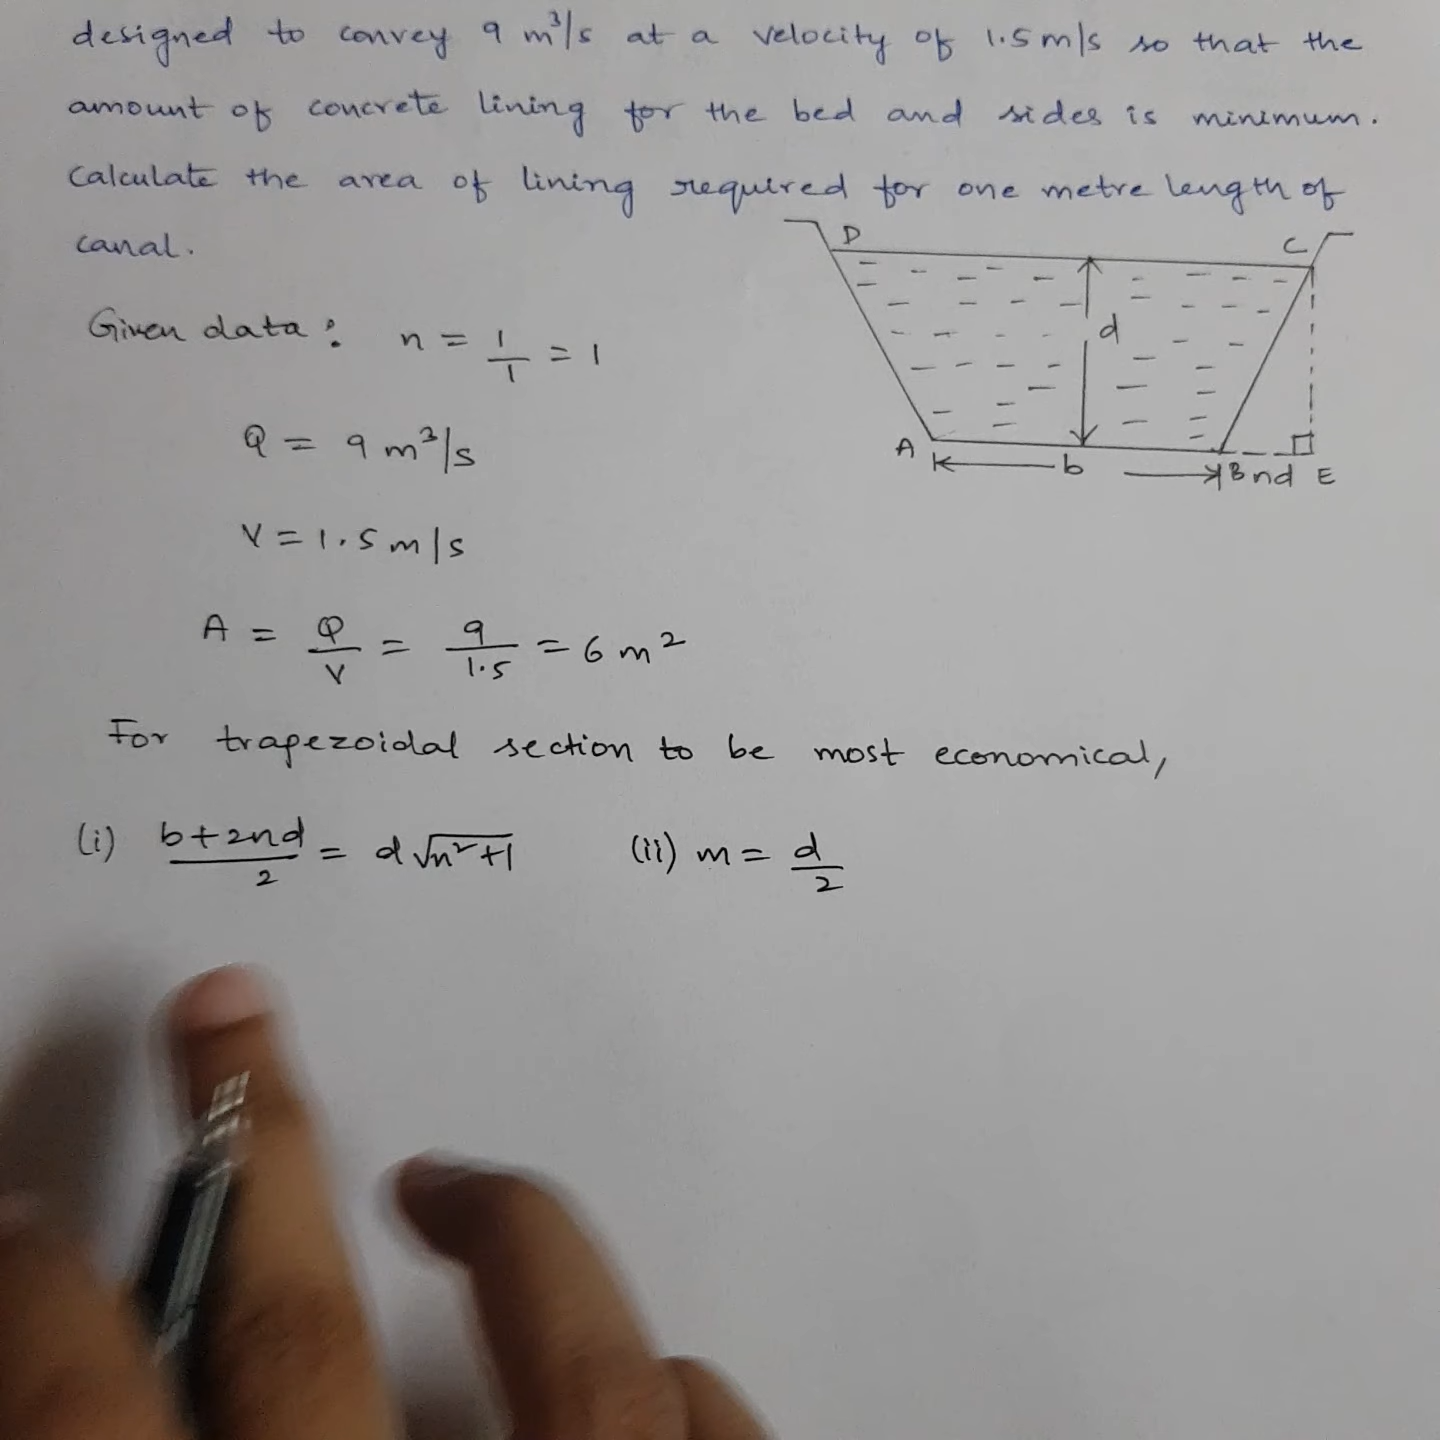 designed to convey 9 m³/s at a velocity of 1.5 m/s so that the
amount of concrete lining for the bed and sides is minimum.
Calculate the area of lining required for one metre length of
canal.
D C
d
A b B nd E
Given data : n = 1/1 = 1
Q = 9 m³/s
V = 1.5 m/s
A = Q/V = 9/1.5 = 6 m²
For trapezoidal section to be most economical,
(i) b+2nd/2 = d√n²+1 (ii) m = d/2